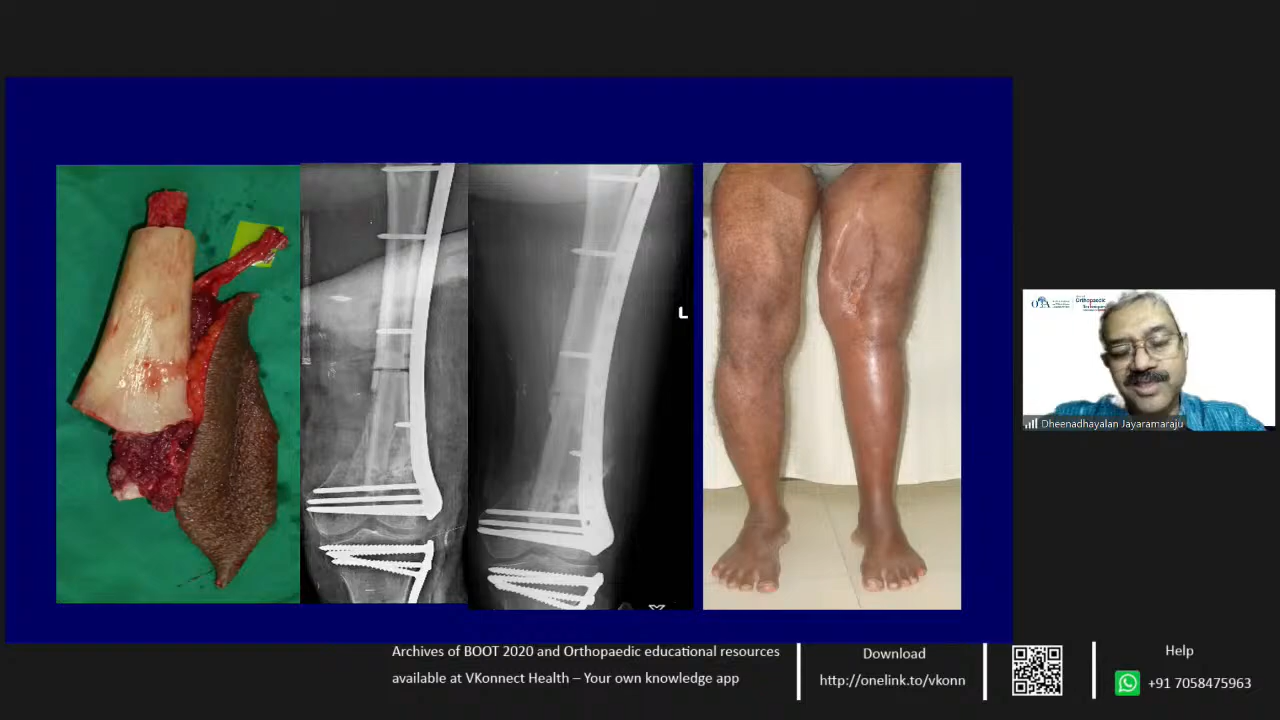 L
Orthopaedic
Dheenadhayalan Jayaramaraju
Archives of BOOT 2020 and Orthopaedic educational resources
available at VKonnect Health – Your own knowledge app
Download
http://onelink.to/vkonn
Help
+91 7058475963